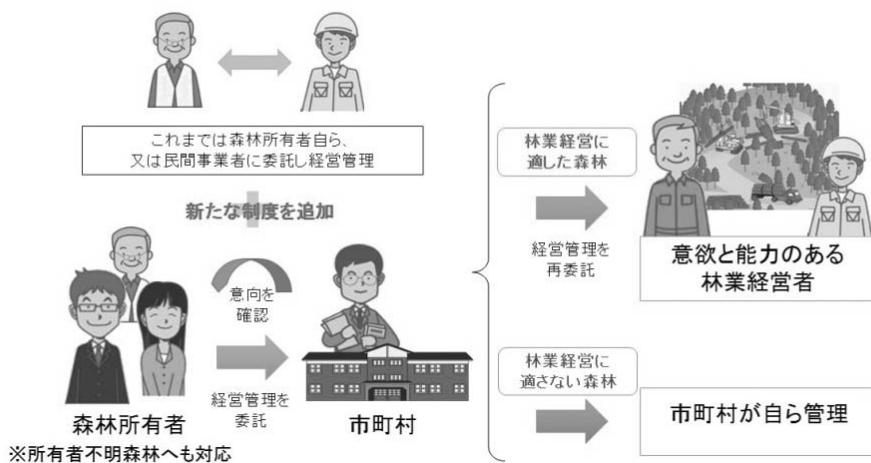 これまでは森林所有者自ら、
又は民間事業者に委託し経営管理
新たな制度を追加
意向を
確認
経営管理を
委託
森林所有者
市町村
※所有者不明森林へも対応
林業経営に
適した森林
経営管理を
再委託
意欲と能力のある
林業経営者
林業経営に
適さない森林
市町村が自ら管理